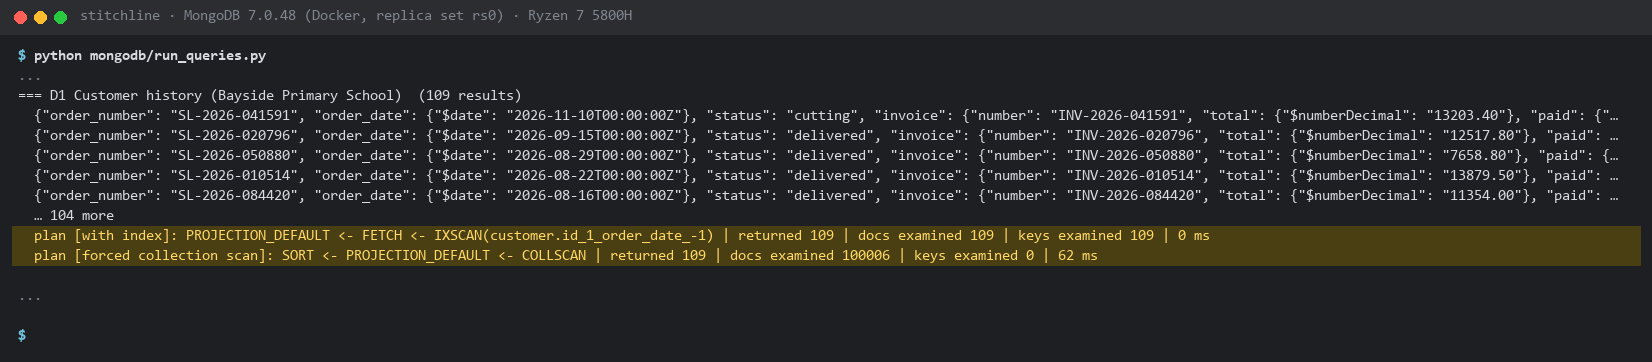 stitchline · MongoDB 7.0.48 (Docker, replica set rs0) · Ryzen 7 5800H
$ python mongodb/run_queries.py
...
=== D1 Customer history (Bayside Primary School)  (109 results)
{"order_number": "SL-2026-041591", "order_date": {"$date": "2026-11-10T00:00:00Z"}, "status": "cutting", "invoice": {"number": "INV-2026-041591", "total": {"$numberDecimal": "13203.40"}, "paid": {"…
{"order_number": "SL-2026-020796", "order_date": {"$date": "2026-09-15T00:00:00Z"}, "status": "delivered", "invoice": {"number": "INV-2026-020796", "total": {"$numberDecimal": "12517.80"}, "paid": …
{"order_number": "SL-2026-050880", "order_date": {"$date": "2026-08-29T00:00:00Z"}, "status": "delivered", "invoice": {"number": "INV-2026-050880", "total": {"$numberDecimal": "7658.80"}, "paid": {…
{"order_number": "SL-2026-010514", "order_date": {"$date": "2026-08-22T00:00:00Z"}, "status": "delivered", "invoice": {"number": "INV-2026-010514", "total": {"$numberDecimal": "13879.50"}, "paid": …
{"order_number": "SL-2026-084420", "order_date": {"$date": "2026-08-16T00:00:00Z"}, "status": "delivered", "invoice": {"number": "INV-2026-084420", "total": {"$numberDecimal": "11354.00"}, "paid": …
… 104 more
plan [with index]: PROJECTION_DEFAULT <- FETCH <- IXSCAN(customer.id_1_order_date_-1) | returned 109 | docs examined 109 | keys examined 109 | 0 ms
plan [forced collection scan]: SORT <- PROJECTION_DEFAULT <- COLLSCAN | returned 109 | docs examined 100006 | keys examined 0 | 62 ms
...
$